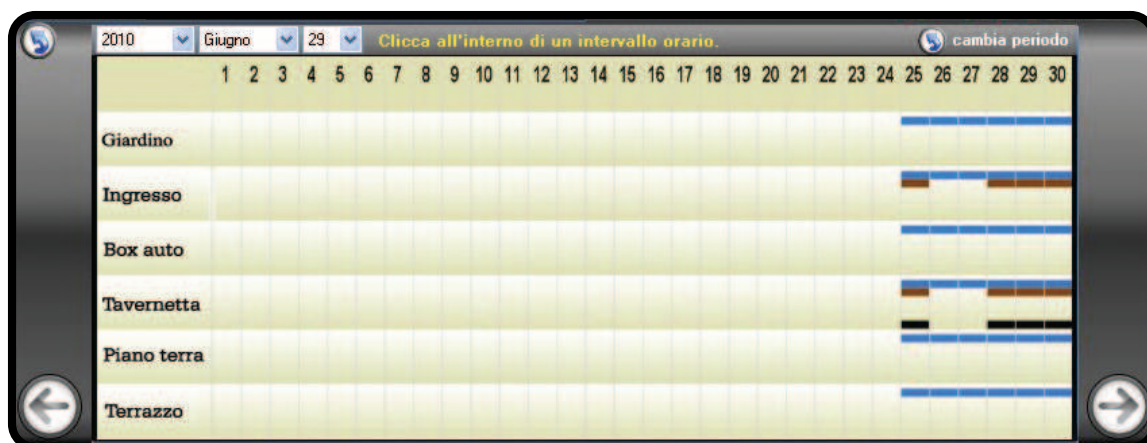 2010 Giugno 29 Clicca all'interno di un intervallo orario. cambia periodo
1 2 3 4 5 6 7 8 9 10 11 12 13 14 15 16 17 18 19 20 21 22 23 24 25 26 27 28 29 30
Giardino
Ingresso
Box auto
Tavernetta
Piano terra
Terrazzo